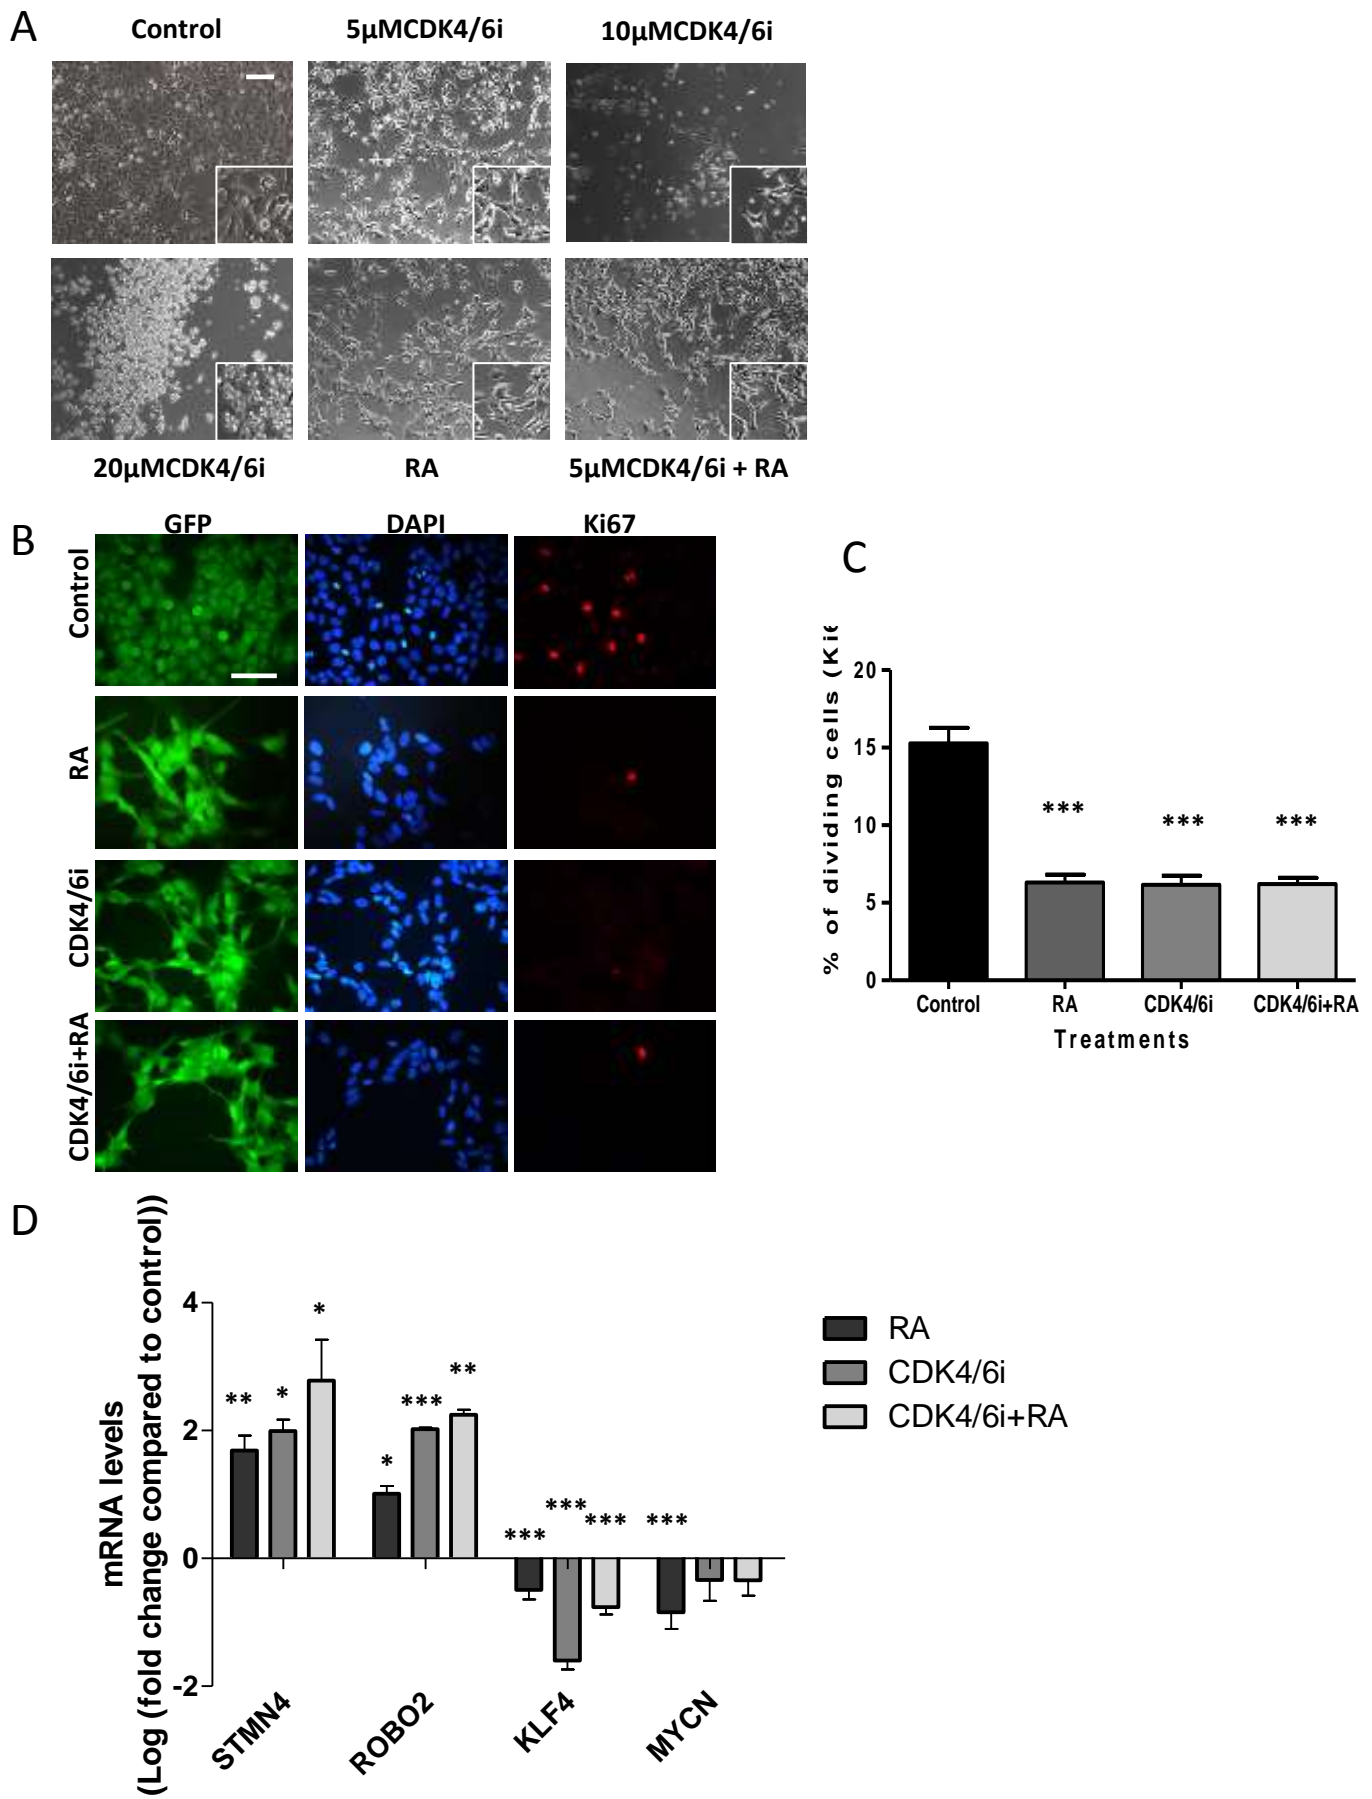 A
Control
5µMCDK4/6i
10µMCDK4/6i
20µMCDK4/6i
RA
5µMCDK4/6i + RA
B
GFP
DAPI
Ki67
Control
RA
CDK4/6i
CDK4/6i+RA
C
% of dividing cells
20
15
10
5
0
***
***
***
Control
RA
CDK4/6i
CDK4/6i+RA
Treatments
D
mRNA levels
(Log (fold change compared to control))
4
2
0
-2
**
*
*
*
***
**
***
***
***
***
STMN4
ROBO2
KLF4
MYCN
RA
CDK4/6i
CDK4/6i+RA